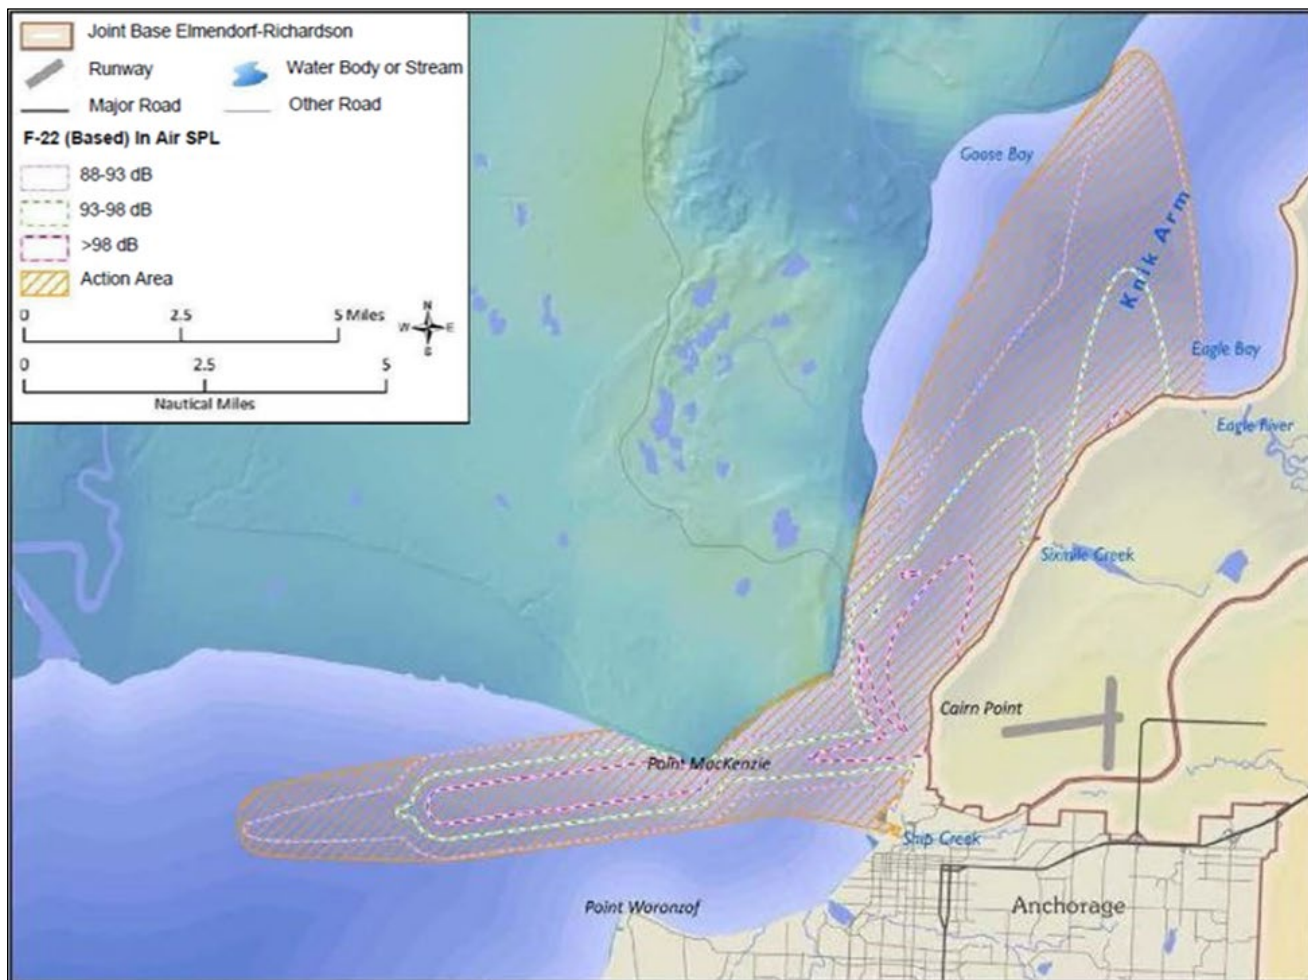 Joint Base Elmendorf-Richardson
Runway
Water Body or Stream
Major Road
Other Road
F-22 (Based) In Air SPL
88-93 dB
93-98 dB
>98 dB
Action Area
0 2.5 5 Miles
N
W E
S
0 2.5 5
Nautical Miles
Goose Bay
Knik Arm
Eagle Bay
Eagle River
Sixmile Creek
Cairn Point
Point MacKenzie
Ship Creek
Point Woronzof
Anchorage